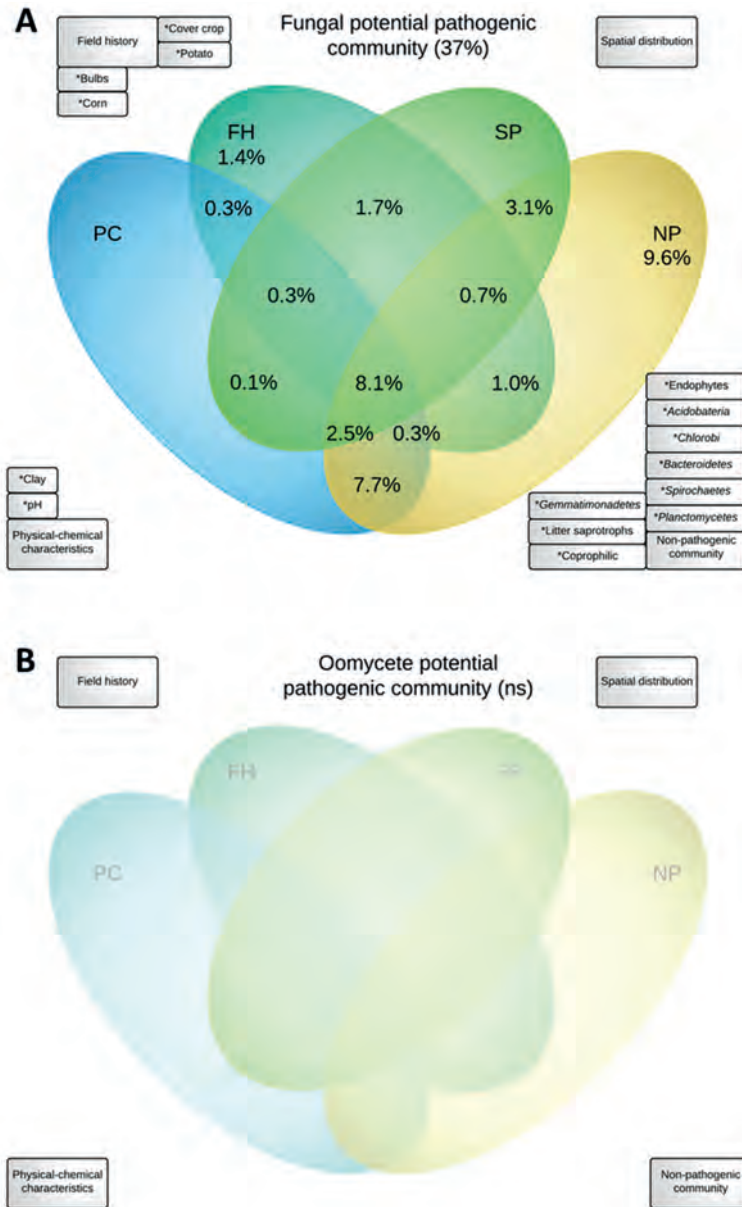 A
Fungal potential pathogenic
community (37%)
Field history
*Cover crop
*Potato
*Bulbs
*Corn
Spatial distribution
FH
1.4%
SP
0.3%
1.7%
3.1%
PC
NP
9.6%
0.3%
0.7%
0.1%
8.1%
1.0%
2.5%
0.3%
7.7%
*Clay
*pH
Physical-chemical
characteristics
*Endophytes
*Acidobateria
*Chlorobi
*Bacteroidetes
*Spirochaetes
*Planctomycetes
*Gemmatimonadetes
*Litter saprotrophs
*Coprophilic
Non-pathogenic
community
B
Oomycete potential
pathogenic community (ns)
Field history
Spatial distribution
FH
PC
NP
Physical-chemical
characteristics
Non-pathogenic
community